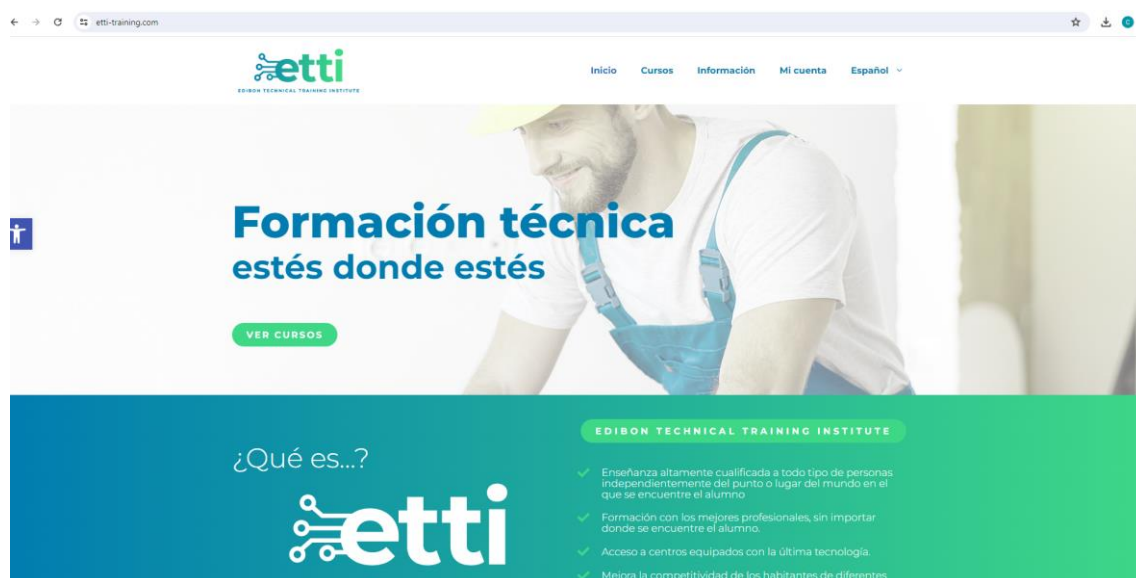 etti-training.com
etti
EDIBON TECHNICAL TRAINING INSTITUTE
Inicio Cursos Información Mi cuenta Español
Formación técnica
estés donde estés
VER CURSOS
EDIBON TECHNICAL TRAINING INSTITUTE
¿Qué es...?
etti
Enseñanza altamente cualificada a todo tipo de personas
independientemente del punto o lugar del mundo en el
que se encuentre el alumno
Formación con los mejores profesionales, sin importar
donde se encuentre el alumno.
Acceso a centros equipados con la última tecnología.
Mejora la competitividad de los habitantes de diferentes